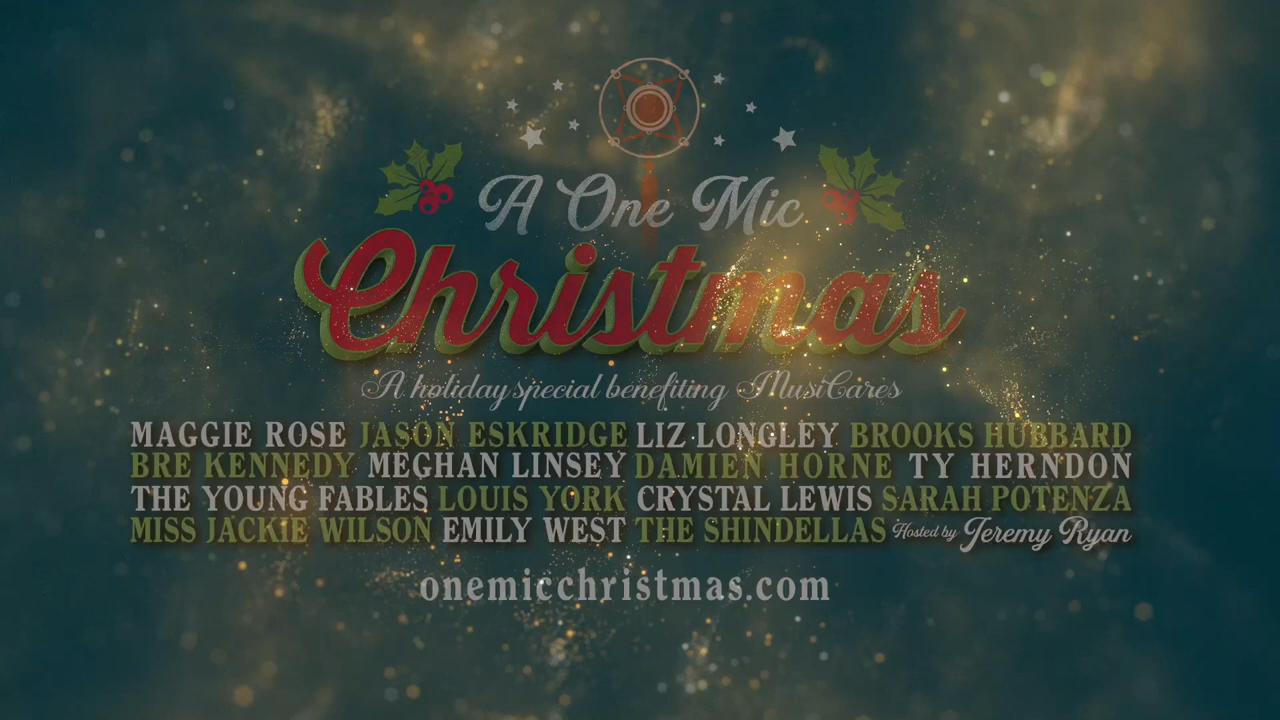 A One Mic
Christmas
A holiday special benefiting MusiCares
MAGGIE ROSE JASON ESKRIDGE LIZ LONGLEY BROOKS HUBBARD
BRE KENNEDY MEGHAN LINSEY DAMIEN HORNE TY HERNDON
THE YOUNG FABLES LOUIS YORK CRYSTAL LEWIS SARAH POTENZA
MISS JACKIE WILSON EMILY WEST THE SHINDELLAS Hosted by Jeremy Ryan
onemicchristmas.com